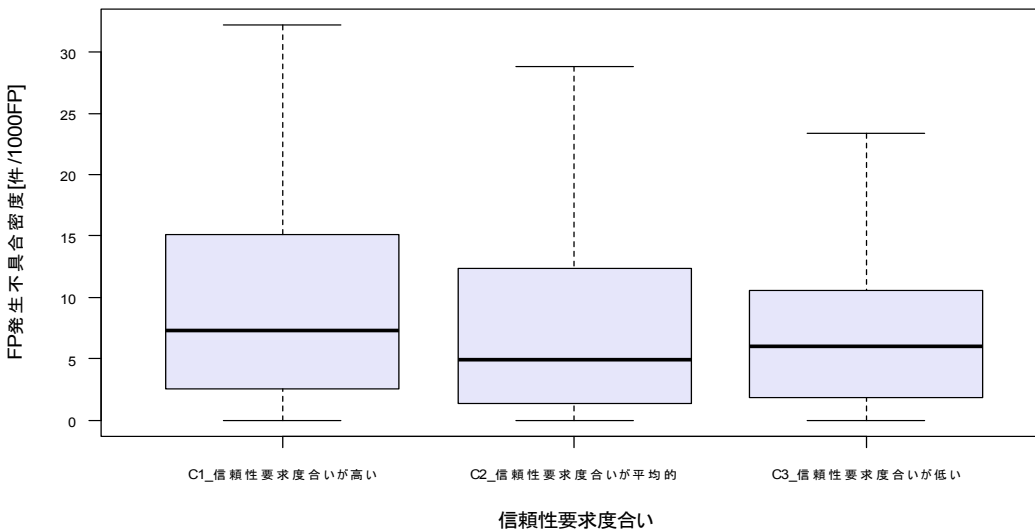 FP発生不具合密度[件/1000FP]
30
25
20
15
10
5
0
C1_信頼性要求度合いが高い
C2_信頼性要求度合いが平均的
C3_信頼性要求度合いが低い
信頼性要求度合い